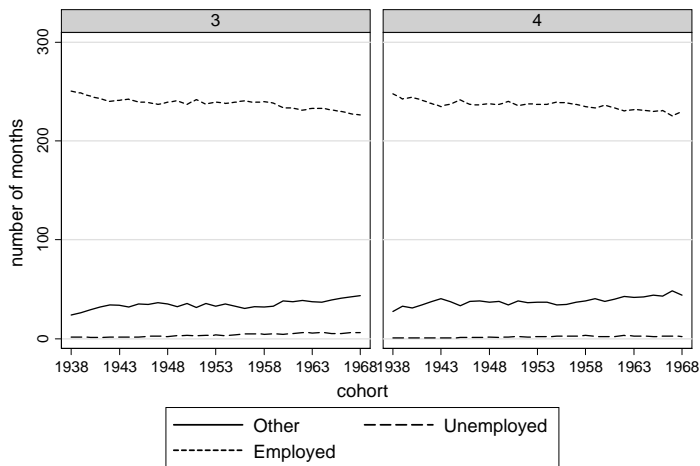 3 4
number of months
300
200
100
0
1938 1943 1948 1953 1958 1963 1968 1938 1943 1948 1953 1958 1963 1968
cohort
Other Unemployed
Employed